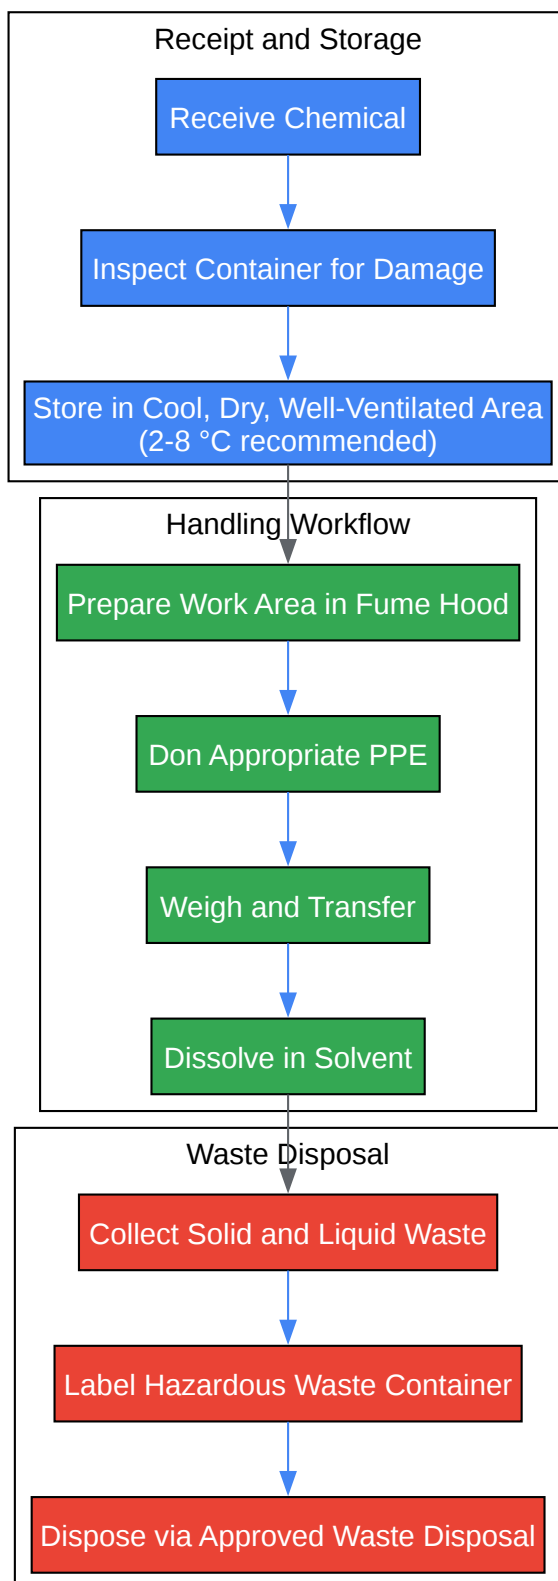 Receipt and Storage
Receive Chemical
Inspect Container for Damage
Store in Cool, Dry, Well-Ventilated Area
(2-8 °C recommended)
Handling Workflow
Prepare Work Area in Fume Hood
Don Appropriate PPE
Weigh and Transfer
Dissolve in Solvent
Waste Disposal
Collect Solid and Liquid Waste
Label Hazardous Waste Container
Dispose via Approved Waste Disposal